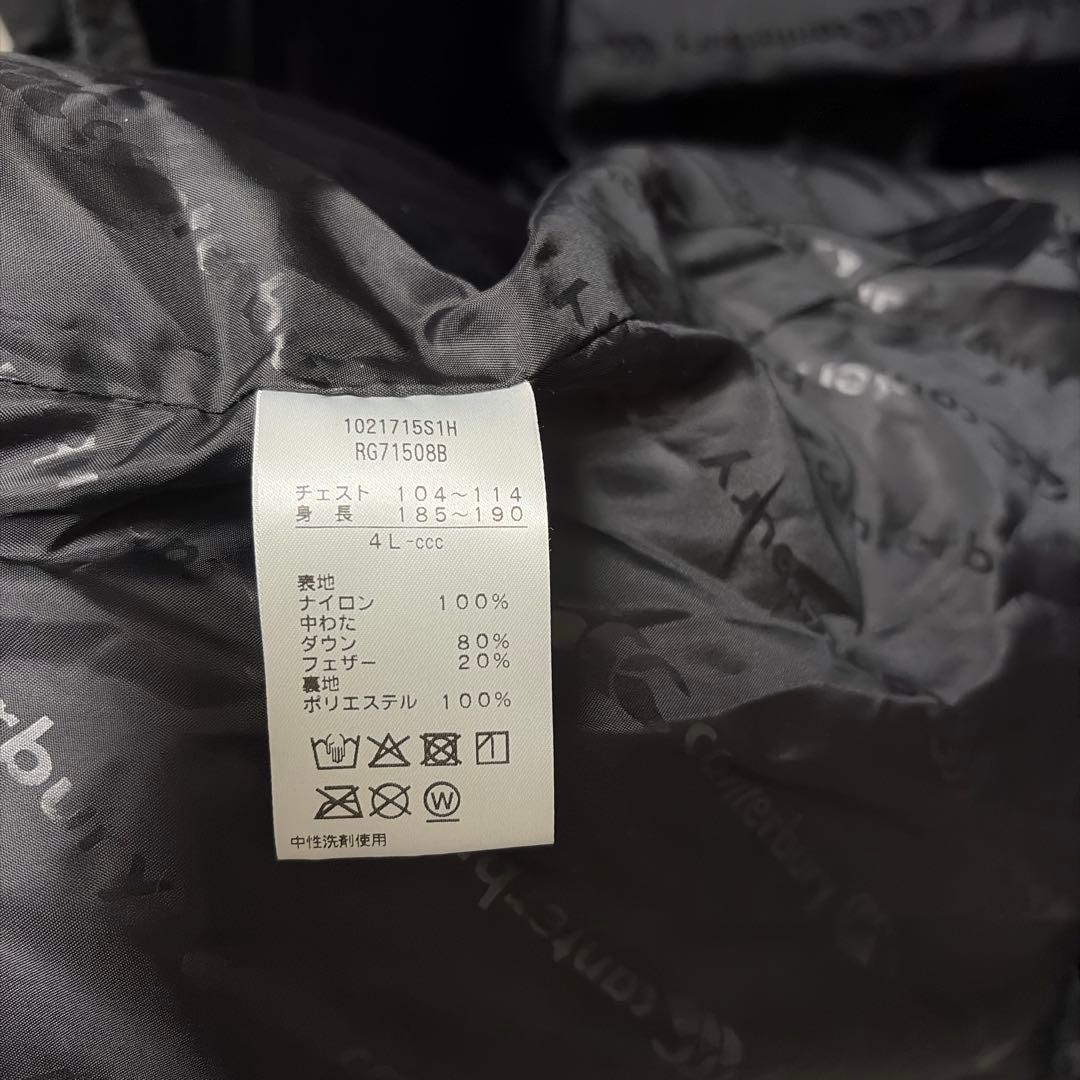 1021715S1H
RG71508B
チェスト 104～114
身 長 185～190
4L-ccc
表地
ナイロン 100%
中わた
ダウン 80%
フェザー 20%
裏地
ポリエステル 100%
W
中性洗剤使用
canterbury